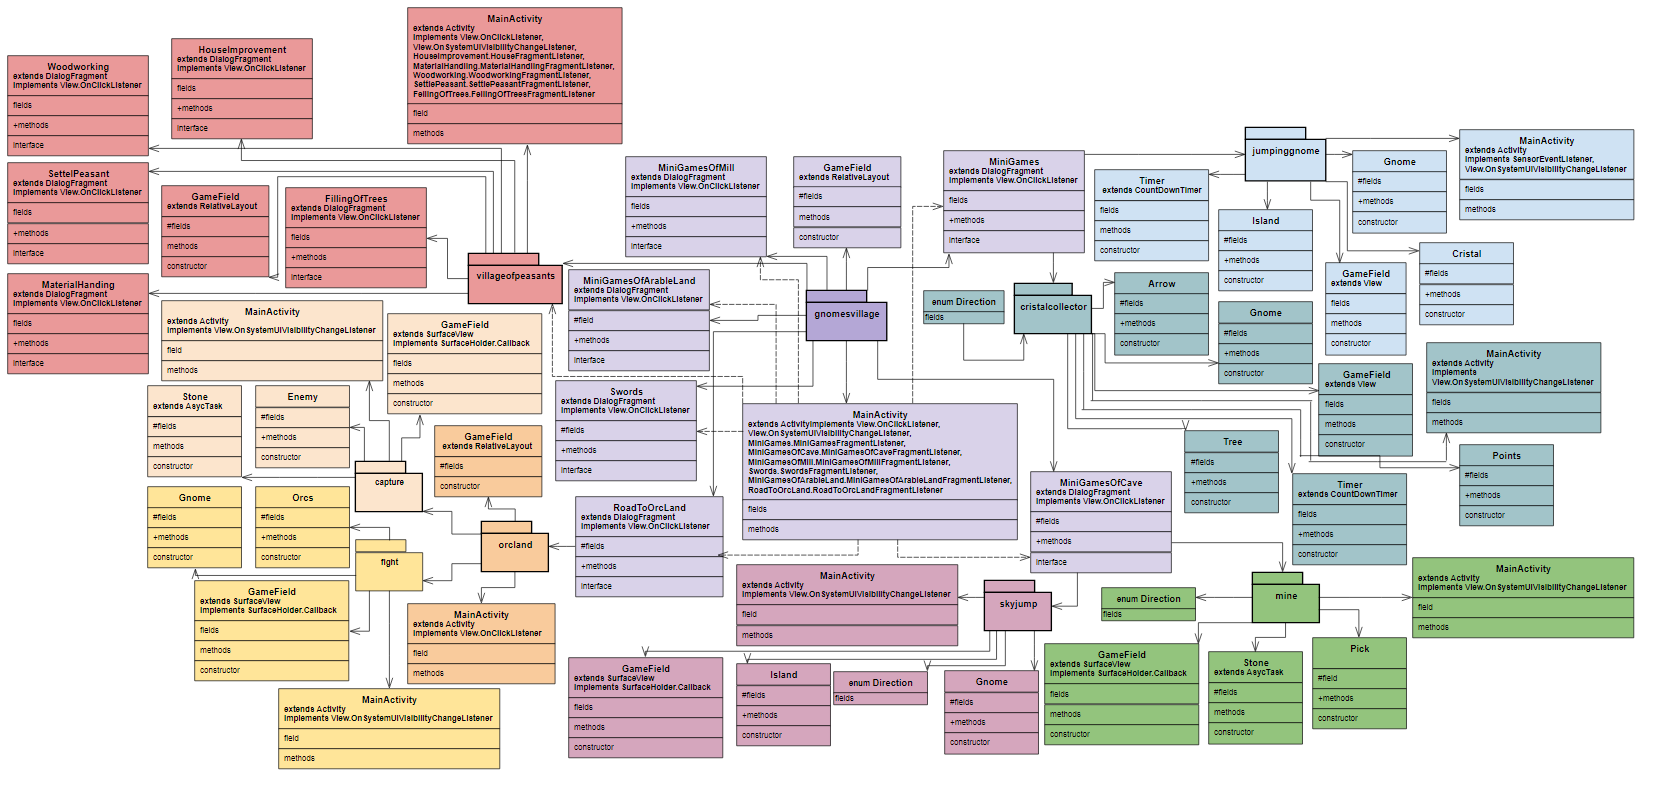 Woodworking
extends DialogFragment
Implements View.OnClickListener
fields
+methods
Interface
HouseImprovement
extends DialogFragment
Implements View.OnClickListener
fields
+methods
Interface
MainActivity
extends Activity
Implements View.OnClickListener,
View.OnSystemUiVisibilityChangeListener,
HouseImprovement.HouseFragmentListener,
MaterialHandling.MaterialHandlingFragmentListener,
Woodworking.WoodworkingFragmentListener,
SettlePeasant.SettlePeasantFragmentListener,
FellingOfTrees.FellingOfTreesFragmentListener
field
methods
SettelPeasant
extends DialogFragment
Implements View.OnClickListener
fields
+methods
Interface
GameField
extends RelativeLayout
#fields
methods
constructor
FillingOfTrees
extends DialogFragment
Implements View.OnClickListener
fields
+methods
Interface
MaterialHanding
extends DialogFragment
Implements View.OnClickListener
fields
+methods
Interface
villageofpeasants
MainActivity
extends Activity
Implements View.OnSystemUiVisibilityChangeListener
field
methods
GameField
extends SurfaceView
Implements SurfaceHolder.Callback
fields
methods
constructor
Stone
extends AsycTask
#fields
methods
constructor
Enemy
#fields
+methods
constructor
capture
GameField
extends RelativeLayout
#fields
constructor
Gnome
#fields
+methods
constructor
Orcs
#fields
+methods
constructor
fight
orcland
GameField
extends SurfaceView
Implements SurfaceHolder.Callback
fields
methods
constructor
MainActivity
extends Activity
Implements View.OnClickListener
field
methods
MainActivity
extends Activity
Implements View.OnSystemUiVisibilityChangeListener
field
methods
MiniGamesOfMill
extends DialogFragment
Implements View.OnClickListener
fields
+methods
Interface
GameField
extends RelativeLayout
#fields
methods
constructor
MiniGames
extends DialogFragment
Implements View.OnClickListener
fields
+methods
Interface
MiniGamesOfArableLand
extends DialogFragment
Implements View.OnClickListener
#field
+methods
Interface
gnomesvillage
Swords
extends DialogFragment
Implements View.OnClickListener
#fields
+methods
Interface
MainActivity
extends ActivityImplements View.OnClickListener,
View.OnSystemUiVisibilityChangeListener,
MiniGames.MiniGamesFragmentListener,
MiniGamesOfCave.MiniGamesOfCaveFragmentListener,
MiniGamesOfMill.MiniGamesOfMillFragmentListener,
Swords.SwordsFragmentListener,
MiniGamesOfArableLand.MiniGamesOfArableLandFragmentListener,
RoadToOrcLand.RoadToOrcLandFragmentListener
fields
methods
RoadToOrcLand
extends DialogFragment
Implements View.OnClickListener
#fields
+methods
Interface
MiniGamesOfCave
extends DialogFragment
Implements View.OnClickListener
#fields
+methods
Interface
jumpinggnome
MainActivity
extends Activity
Implements SensorEventListener,
View.OnSystemUiVisibilityChangeListener
fields
methods
Gnome
#fields
+methods
constructor
Timer
extends CountDownTimer
fields
methods
constructor
Island
#fields
+methods
constructor
GameField
extends View
fields
methods
constructor
Cristal
#fields
+methods
constructor
enum Direction
fields
cristalcollector
Arrow
#fields
+methods
constructor
Gnome
#fields
+methods
constructor
GameField
extends View
fields
methods
constructor
MainActivity
extends Activity
Implements
View.OnSystemUiVisibilityChangeListener
fields
methods
Tree
#fields
+methods
constructor
Points
#fields
+methods
constructor
Timer
extends CountDownTimer
fields
methods
constructor
MainActivity
extends Activity
Implements View.OnSystemUiVisibilityChangeListener
field
methods
skyjump
GameField
extends SurfaceView
Implements SurfaceHolder.Callback
fields
methods
constructor
Island
#fields
+methods
constructor
enum Direction
fields
Gnome
#fields
+methods
constructor
enum Direction
fields
mine
MainActivity
extends Activity
Implements View.OnSystemUiVisibilityChangeListener
field
methods
GameField
extends SurfaceView
Implements SurfaceHolder.Callback
fields
methods
constructor
Stone
extends AsycTask
#fields
methods
constructor
Pick
#field
+methods
constructor